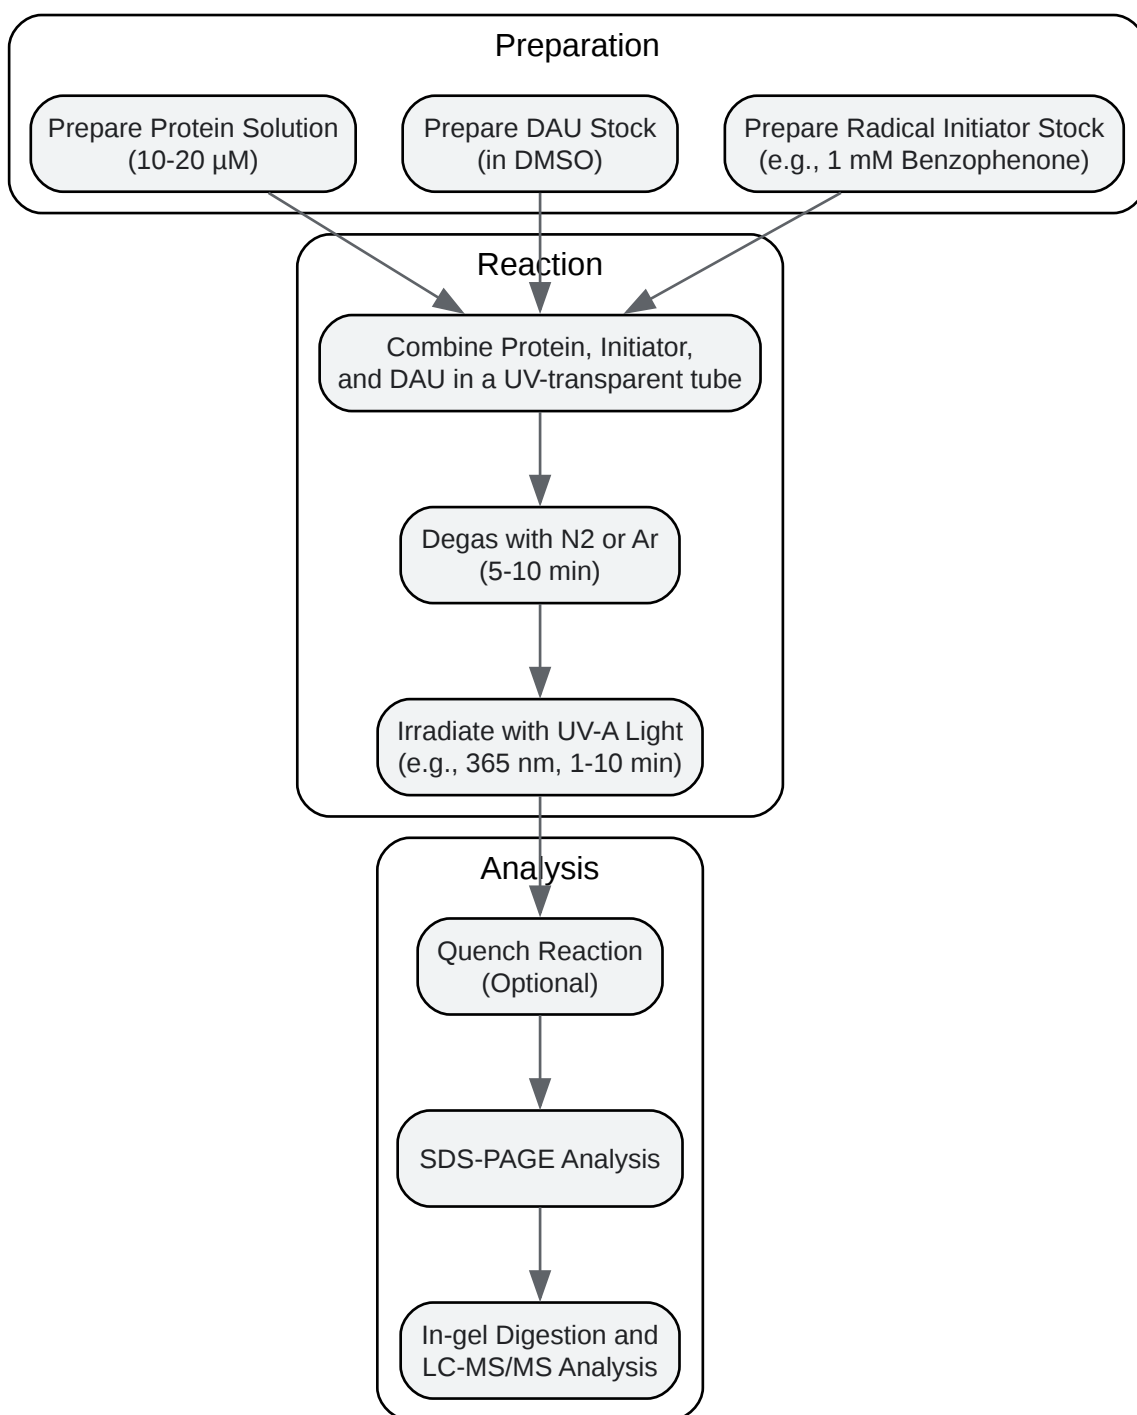 Preparation
Prepare Protein Solution
(10-20 µM)
Prepare DAU Stock
(in DMSO)
Prepare Radical Initiator Stock
(e.g., 1 mM Benzophenone)
Reaction
Combine Protein, Initiator,
and DAU in a UV-transparent tube
Degas with N2 or Ar
(5-10 min)
Irradiate with UV-A Light
(e.g., 365 nm, 1-10 min)
Analysis
Quench Reaction
(Optional)
SDS-PAGE Analysis
In-gel Digestion and
LC-MS/MS Analysis